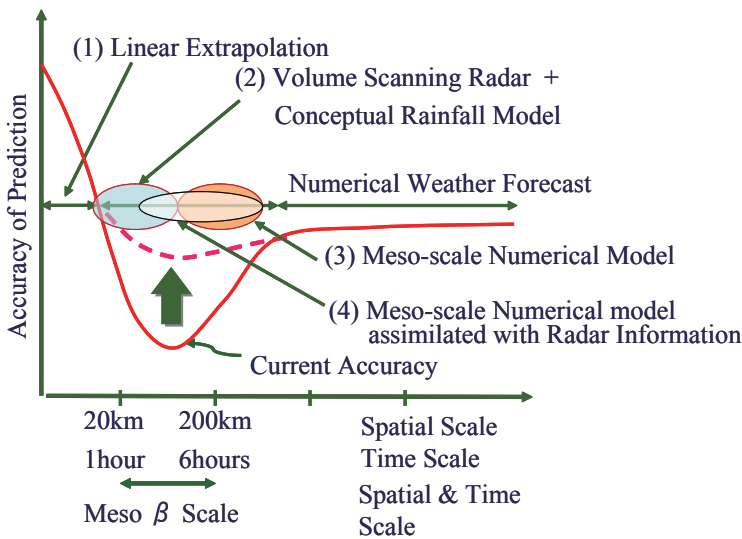 (1) Linear Extrapolation
(2) Volume Scanning Radar +
Conceptual Rainfall Model
Accuracy of Prediction
Numerical Weather Forecast
(3) Meso-scale Numerical Model
(4) Meso-scale Numerical model
assimilated with Radar Information
Current Accuracy
20km 200km Spatial Scale
1hour 6hours Time Scale
Meso β Scale
Spatial & Time
Scale